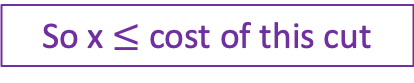 So x ≤ cost of this cut